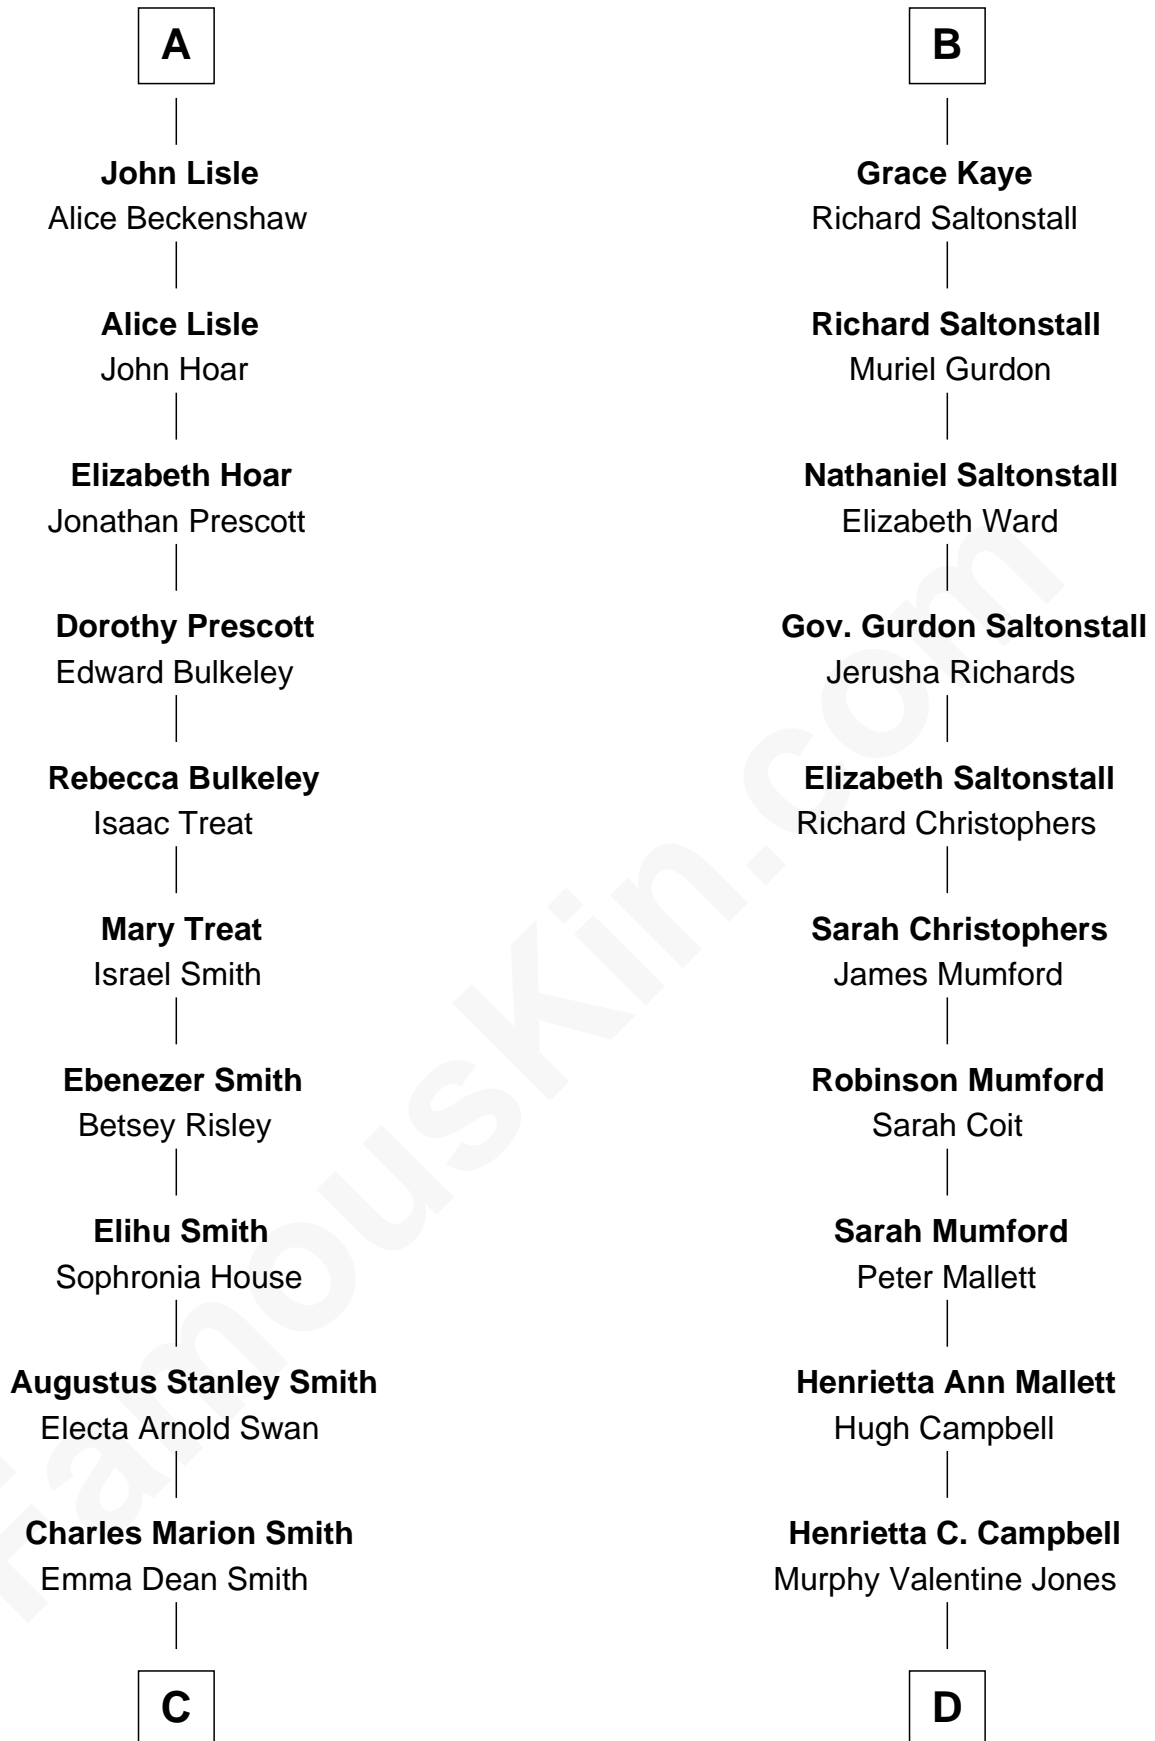 A
John Lisle
Alice Beckenshaw
Alice Lisle
John Hoar
Elizabeth Hoar
Jonathan Prescott
Dorothy Prescott
Edward Bulkeley
Rebecca Bulkeley
Isaac Treat
Mary Treat
Israel Smith
Ebenezer Smith
Betsey Risley
Elihu Smith
Sophronia House
Augustus Stanley Smith
Electa Arnold Swan
Charles Marion Smith
Emma Dean Smith
C
B
Grace Kaye
Richard Saltonstall
Richard Saltonstall
Muriel Gurdon
Nathaniel Saltonstall
Elizabeth Ward
Gov. Gurdon Saltonstall
Jerusha Richards
Elizabeth Saltonstall
Richard Christophers
Sarah Christophers
James Mumford
Robinson Mumford
Sarah Coit
Sarah Mumford
Peter Mallett
Henrietta Ann Mallett
Hugh Campbell
Henrietta C. Campbell
Murphy Valentine Jones
D
FamousKin.com